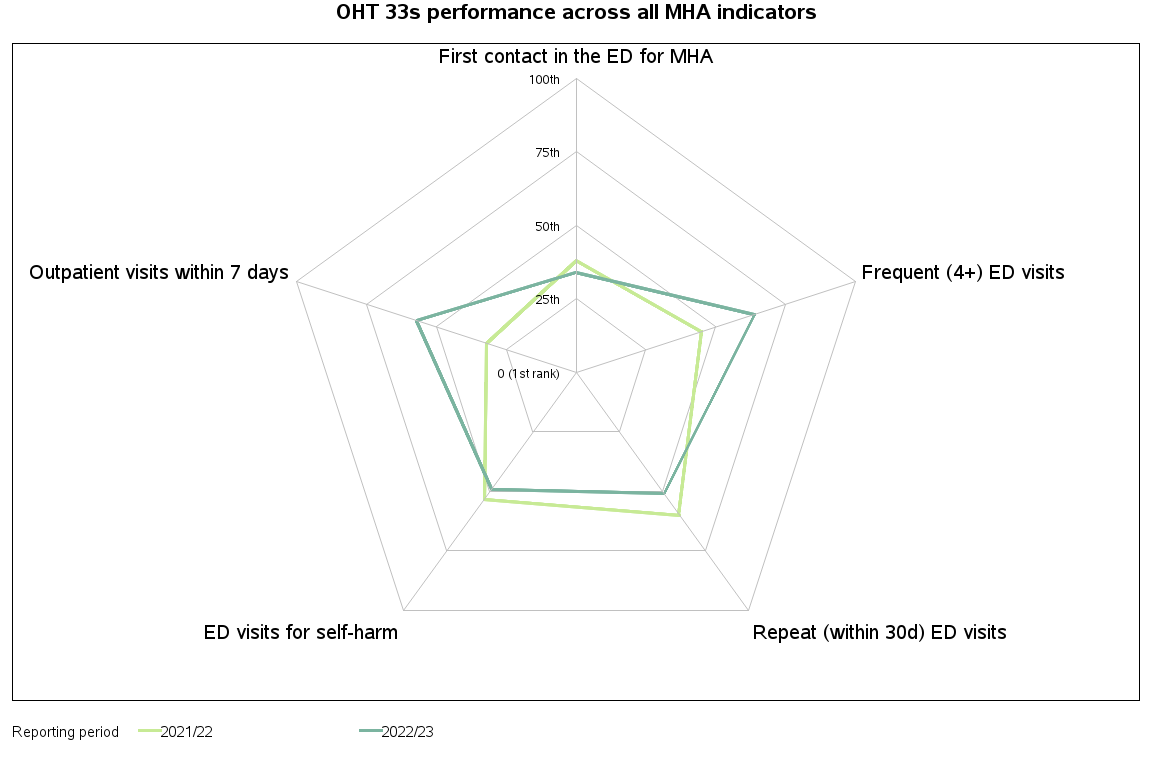 OHT 33s performance across all MHA indicators
First contact in the ED for MHA
100th
75th
50th
25th
0 (1st rank)
Outpatient visits within 7 days
Frequent (4+) ED visits
ED visits for self-harm
Repeat (within 30d) ED visits
Reporting period 2021/22 2022/23